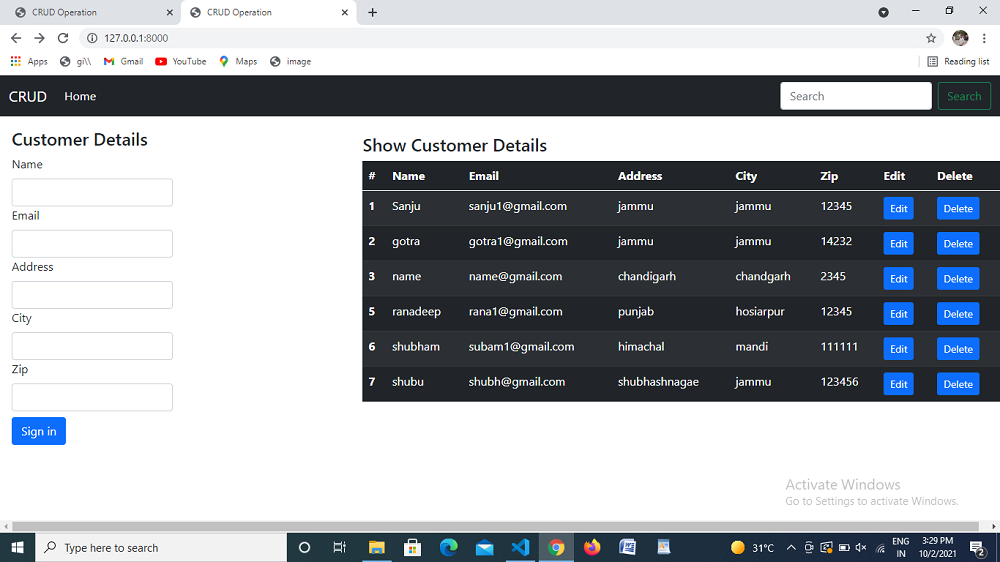 CRUD Operation CRUD Operation
127.0.0.1:8000
Apps gi\\ Gmail YouTube Maps image Reading list
CRUD Home Search Search
Customer Details
Name
Email
Address
City
Zip
Sign in
Show Customer Details
# Name Email Address City Zip Edit Delete
1 Sanju sanju1@gmail.com jammu jammu 12345 Edit Delete
2 gotra gotra1@gmail.com jammu jammu 14232 Edit Delete
3 name name@gmail.com chandigarh chandgarh 2345 Edit Delete
5 ranadeep rana1@gmail.com punjab hosiarpur 12345 Edit Delete
6 shubham subam1@gmail.com himachal mandi 111111 Edit Delete
7 shubu shubh@gmail.com shubhashnagae jammu 123456 Edit Delete
Activate Windows
Go to Settings to activate Windows.
Type here to search
31°C
ENG
IN
3:29 PM
10/2/2021
2